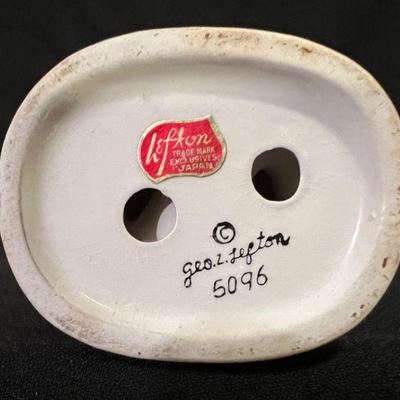 Lefton
TRADE MARK
EXCLUSIVES
JAPAN
©
Geo. Z. Lefton
5096